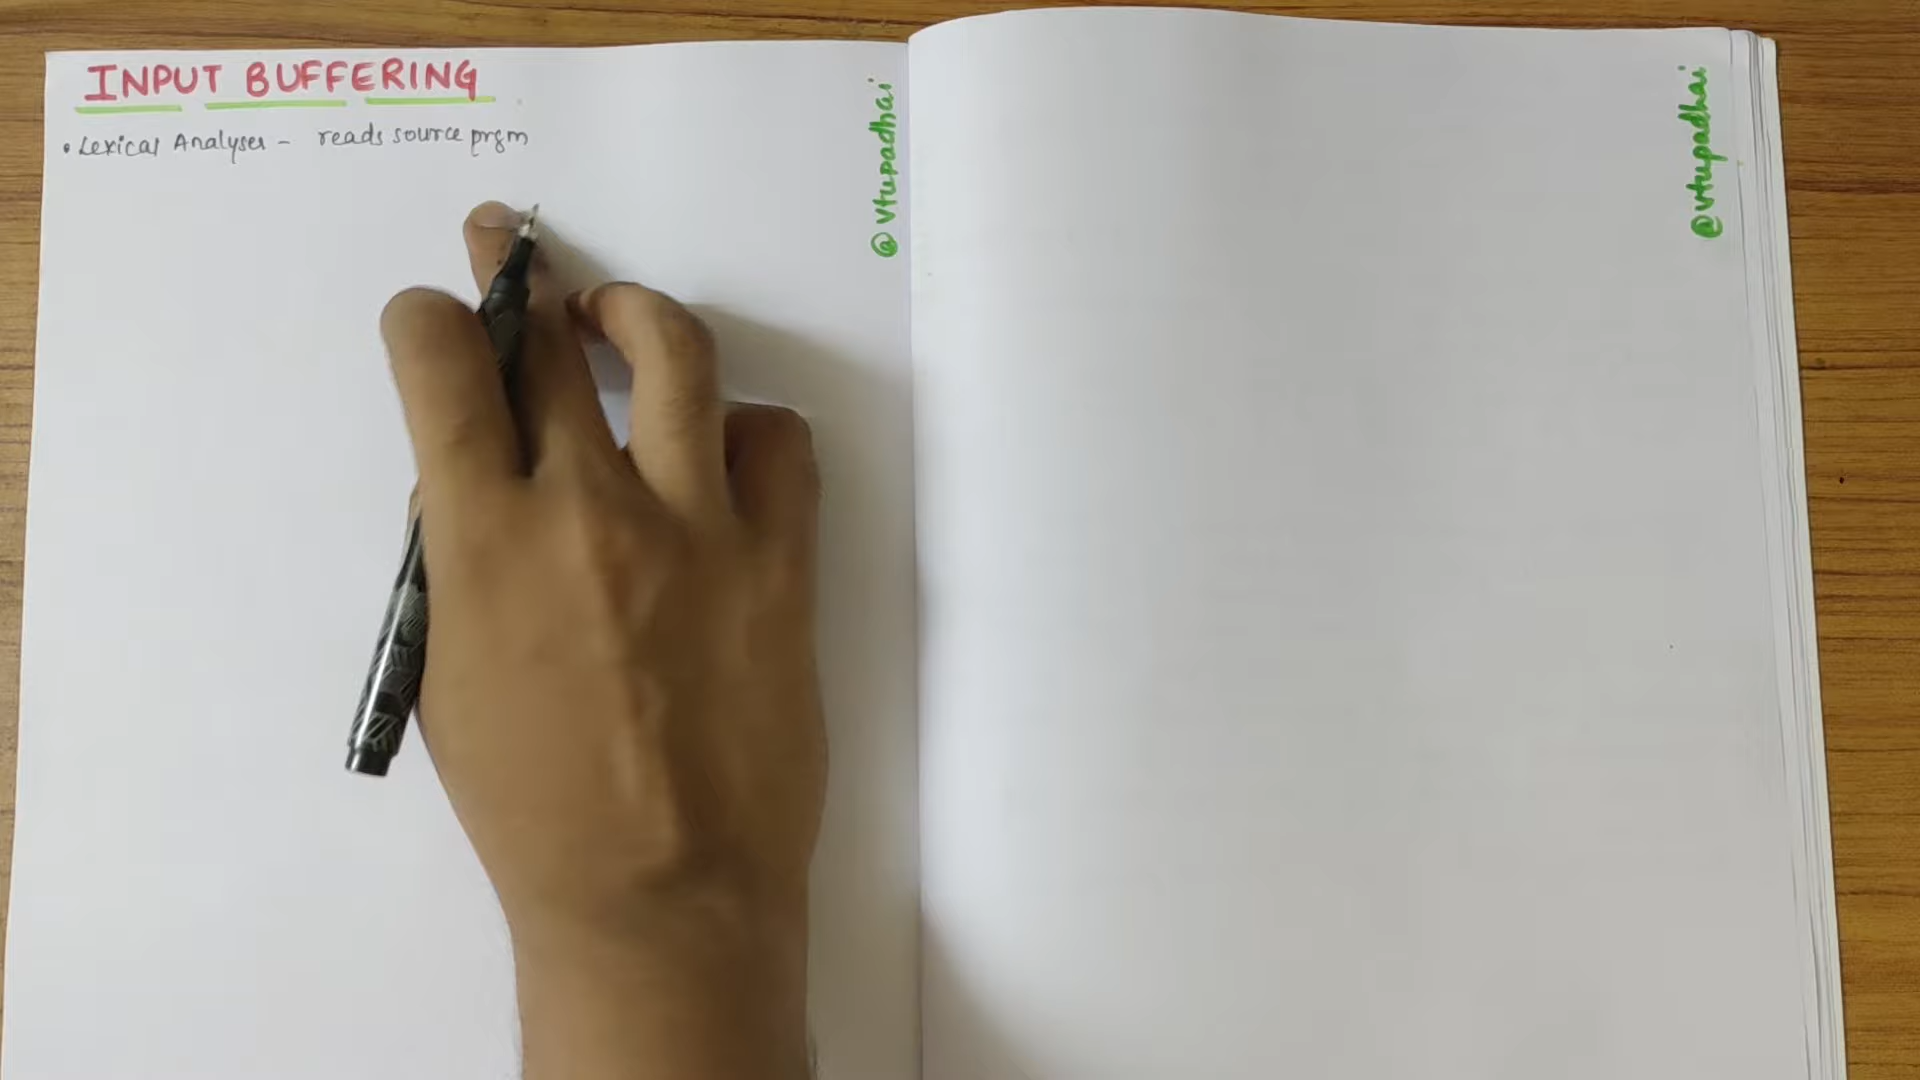 INPUT BUFFERING
• Lexical Analyser - reads source prgm
@vtupadhai
@vtupadhai